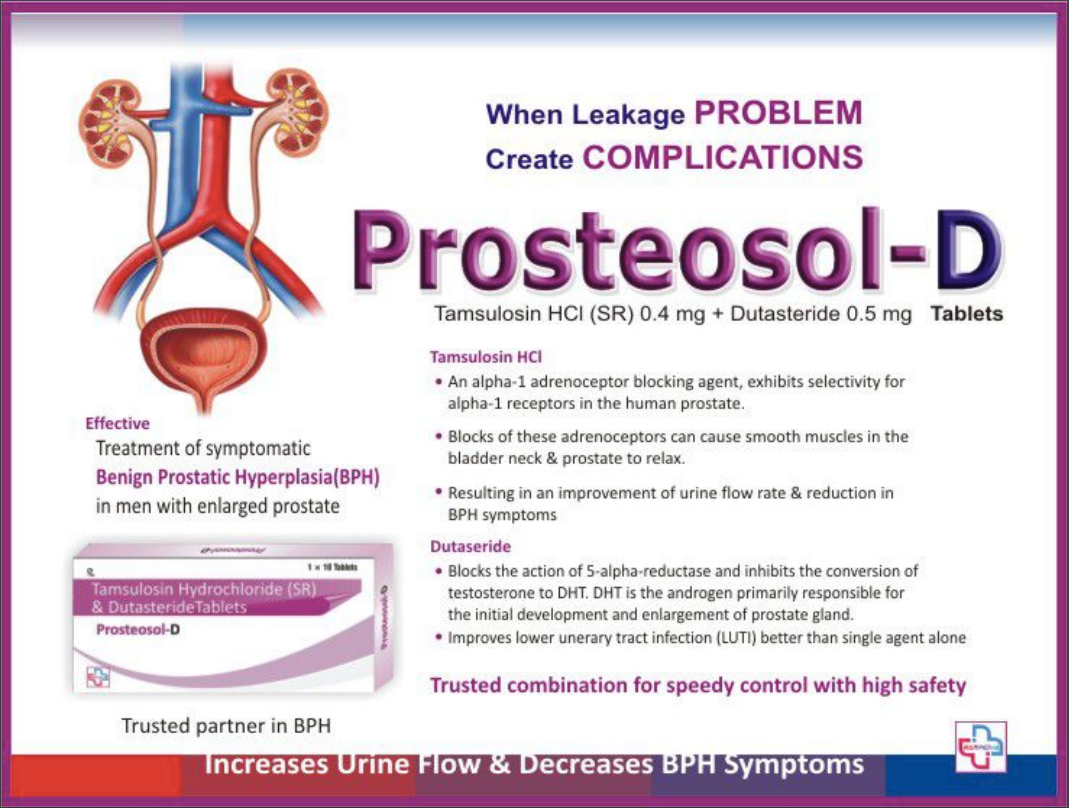 When Leakage PROBLEM
Create COMPLICATIONS
Prosteosol-D
Tamsulosin HCl (SR) 0.4 mg + Dutasteride 0.5 mg Tablets
Tamsulosin HCl
• An alpha-1 adrenoceptor blocking agent, exhibits selectivity for
alpha-1 receptors in the human prostate.
• Blocks of these adrenoceptors can cause smooth muscles in the
bladder neck & prostate to relax.
• Resulting in an improvement of urine flow rate & reduction in
BPH symptoms
Dutaseride
• Blocks the action of 5-alpha-reductase and inhibits the conversion of
testosterone to DHT. DHT is the androgen primarily responsible for
the initial development and enlargement of prostate gland.
• Improves lower unerary tract infection (LUTI) better than single agent alone
Trusted combination for speedy control with high safety
Effective
Treatment of symptomatic
Benign Prostatic Hyperplasia(BPH)
in men with enlarged prostate
Prosteosol-D
1 × 10 Tablets
Tamsulosin Hydrochloride (SR)
& DutasterideTablets
Prosteosol-D
Prosteosol-D
Trusted partner in BPH
Increases Urine Flow & Decreases BPH Symptoms